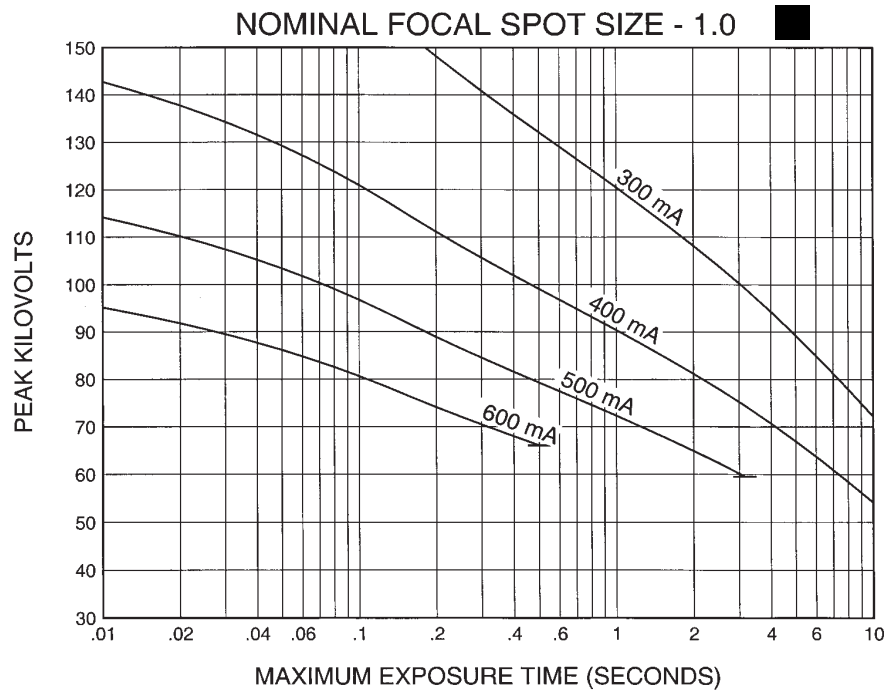 NOMINAL FOCAL SPOT SIZE - 1.0
150
140
130
120
110
100
90
80
70
60
50
40
30
PEAK KILOVOLTS
300 mA
400 mA
500 mA
600 mA
.01 .02 .04 .06 .1 .2 .4 .6 1 2 4 6 10
MAXIMUM EXPOSURE TIME (SECONDS)